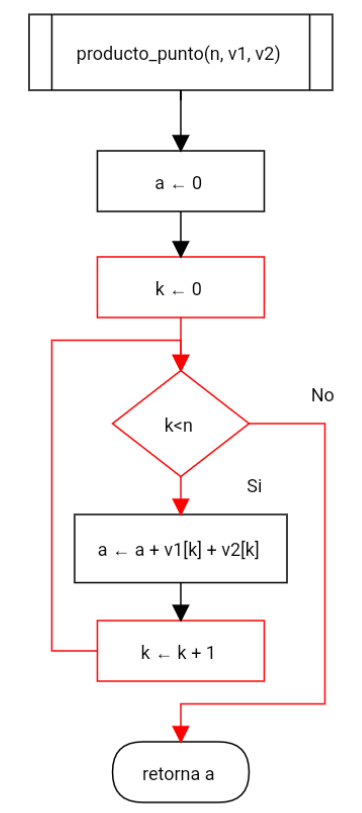 producto_punto(n, v1, v2)
a ← 0
k ← 0
k<n
No
Si
a ← a + v1[k] + v2[k]
k ← k + 1
retorna a